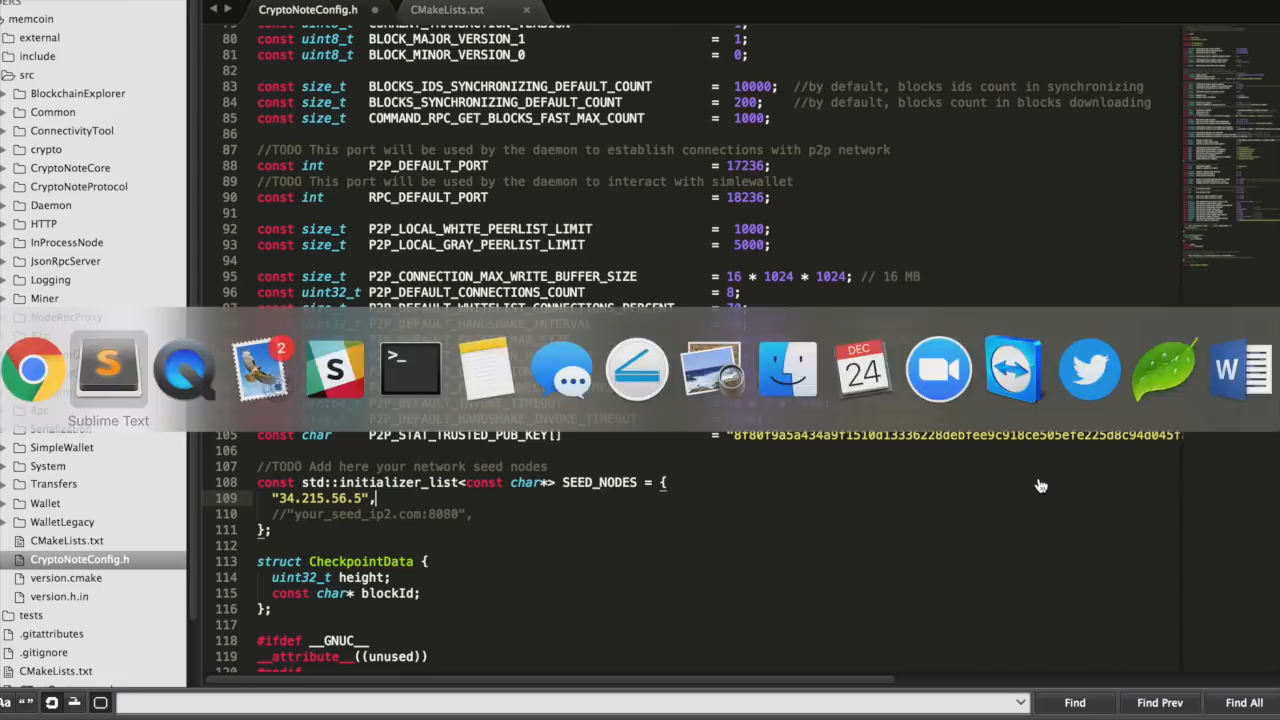 CryptoNoteConfig.h
CMakeLists.txt
memcoin
external
include
src
BlockchainExplorer
Common
ConnectivityTool
crypto
CryptoNoteCore
CryptoNoteProtocol
Daemon
HTTP
InProcessNode
JsonRpcServer
Logging
Miner
NodeRpcProxy
SimpleWallet
System
Transfers
Wallet
WalletLegacy
CMakeLists.txt
CryptoNoteConfig.h
version.cmake
version.h.in
tests
.gitattributes
.gitignore
CMakeLists.txt
80 const uint8_t BLOCK_MAJOR_VERSION_1 = 1;
81 const uint8_t BLOCK_MINOR_VERSION_0 = 0;
82
83 const size_t BLOCKS_IDS_SYNCHRONIZING_DEFAULT_COUNT = 10000; //by default, blocks ids count in synchronizing
84 const size_t BLOCKS_SYNCHRONIZING_DEFAULT_COUNT = 200; //by default, blocks count in blocks downloading
85 const size_t COMMAND_RPC_GET_BLOCKS_FAST_MAX_COUNT = 1000;
86
87 //TODO This port will be used by the daemon to establish connections with p2p network
88 const int P2P_DEFAULT_PORT = 17236;
89 //TODO This port will be used by the daemon to interact with simlewallet
90 const int RPC_DEFAULT_PORT = 18236;
91
92 const size_t P2P_LOCAL_WHITE_PEERLIST_LIMIT = 1000;
93 const size_t P2P_LOCAL_GRAY_PEERLIST_LIMIT = 5000;
94
95 const size_t P2P_CONNECTION_MAX_WRITE_BUFFER_SIZE = 16 * 1024 * 1024; // 16 MB
96 const uint32_t P2P_DEFAULT_CONNECTIONS_COUNT = 8;
P2P_DEFAULT_WHITELIST_CONNECTIONS_PERCENT
P2P_DEFAULT_HANDSHAKE_INTERVAL
2
DEC
24
Sublime Text
P2P_DEFAULT_INVOKE_TIMEOUT
P2P_DEFAULT_HANDSHAKE_INVOKE_TIMEOUT
105 const char P2P_STAT_TRUSTED_PUB_KEY[] = "8f80f9a5a434a9f1510d13336228debfee9c918ce505efe225d8c94d045f
106
107 //TODO Add here your network seed nodes
108 const std::initializer_list<const char*> SEED_NODES = {
109 "34.215.56.5",
110 //"your_seed_ip2.com:8080",
111 };
112
113 struct CheckpointData {
114 uint32_t height;
115 const char* blockId;
116 };
117
118 #ifdef __GNUC__
119 __attribute__((unused))
Aa
Find
Find Prev
Find All